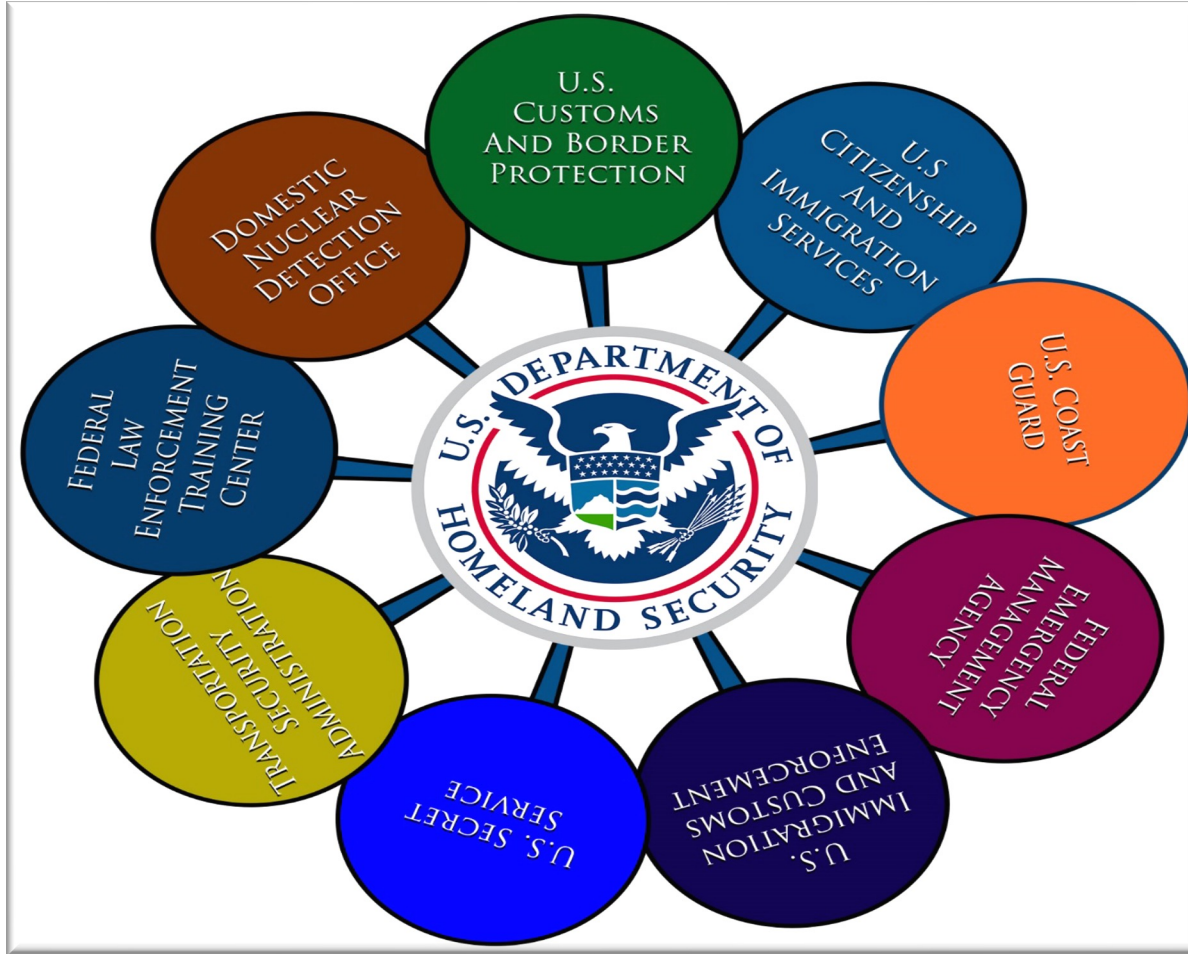 U.S.
CUSTOMS
AND BORDER
PROTECTION
U.S
CITIZENSHIP
AND
IMMIGRATION
SERVICES
U.S. COAST
GUARD
FEDERAL
EMERGENCY
MANAGEMENT
AGENCY
U.S.
IMMIGRATION
AND CUSTOMS
ENFORCEMENT
U.S. SECRET
SERVICE
TRANSPORTATION
SECURITY
ADMINISTRATION
FEDERAL
LAW
ENFORCEMENT
TRAINING
CENTER
DOMESTIC
NUCLEAR
DETECTION
OFFICE
U.S. DEPARTMENT OF
HOMELAND SECURITY